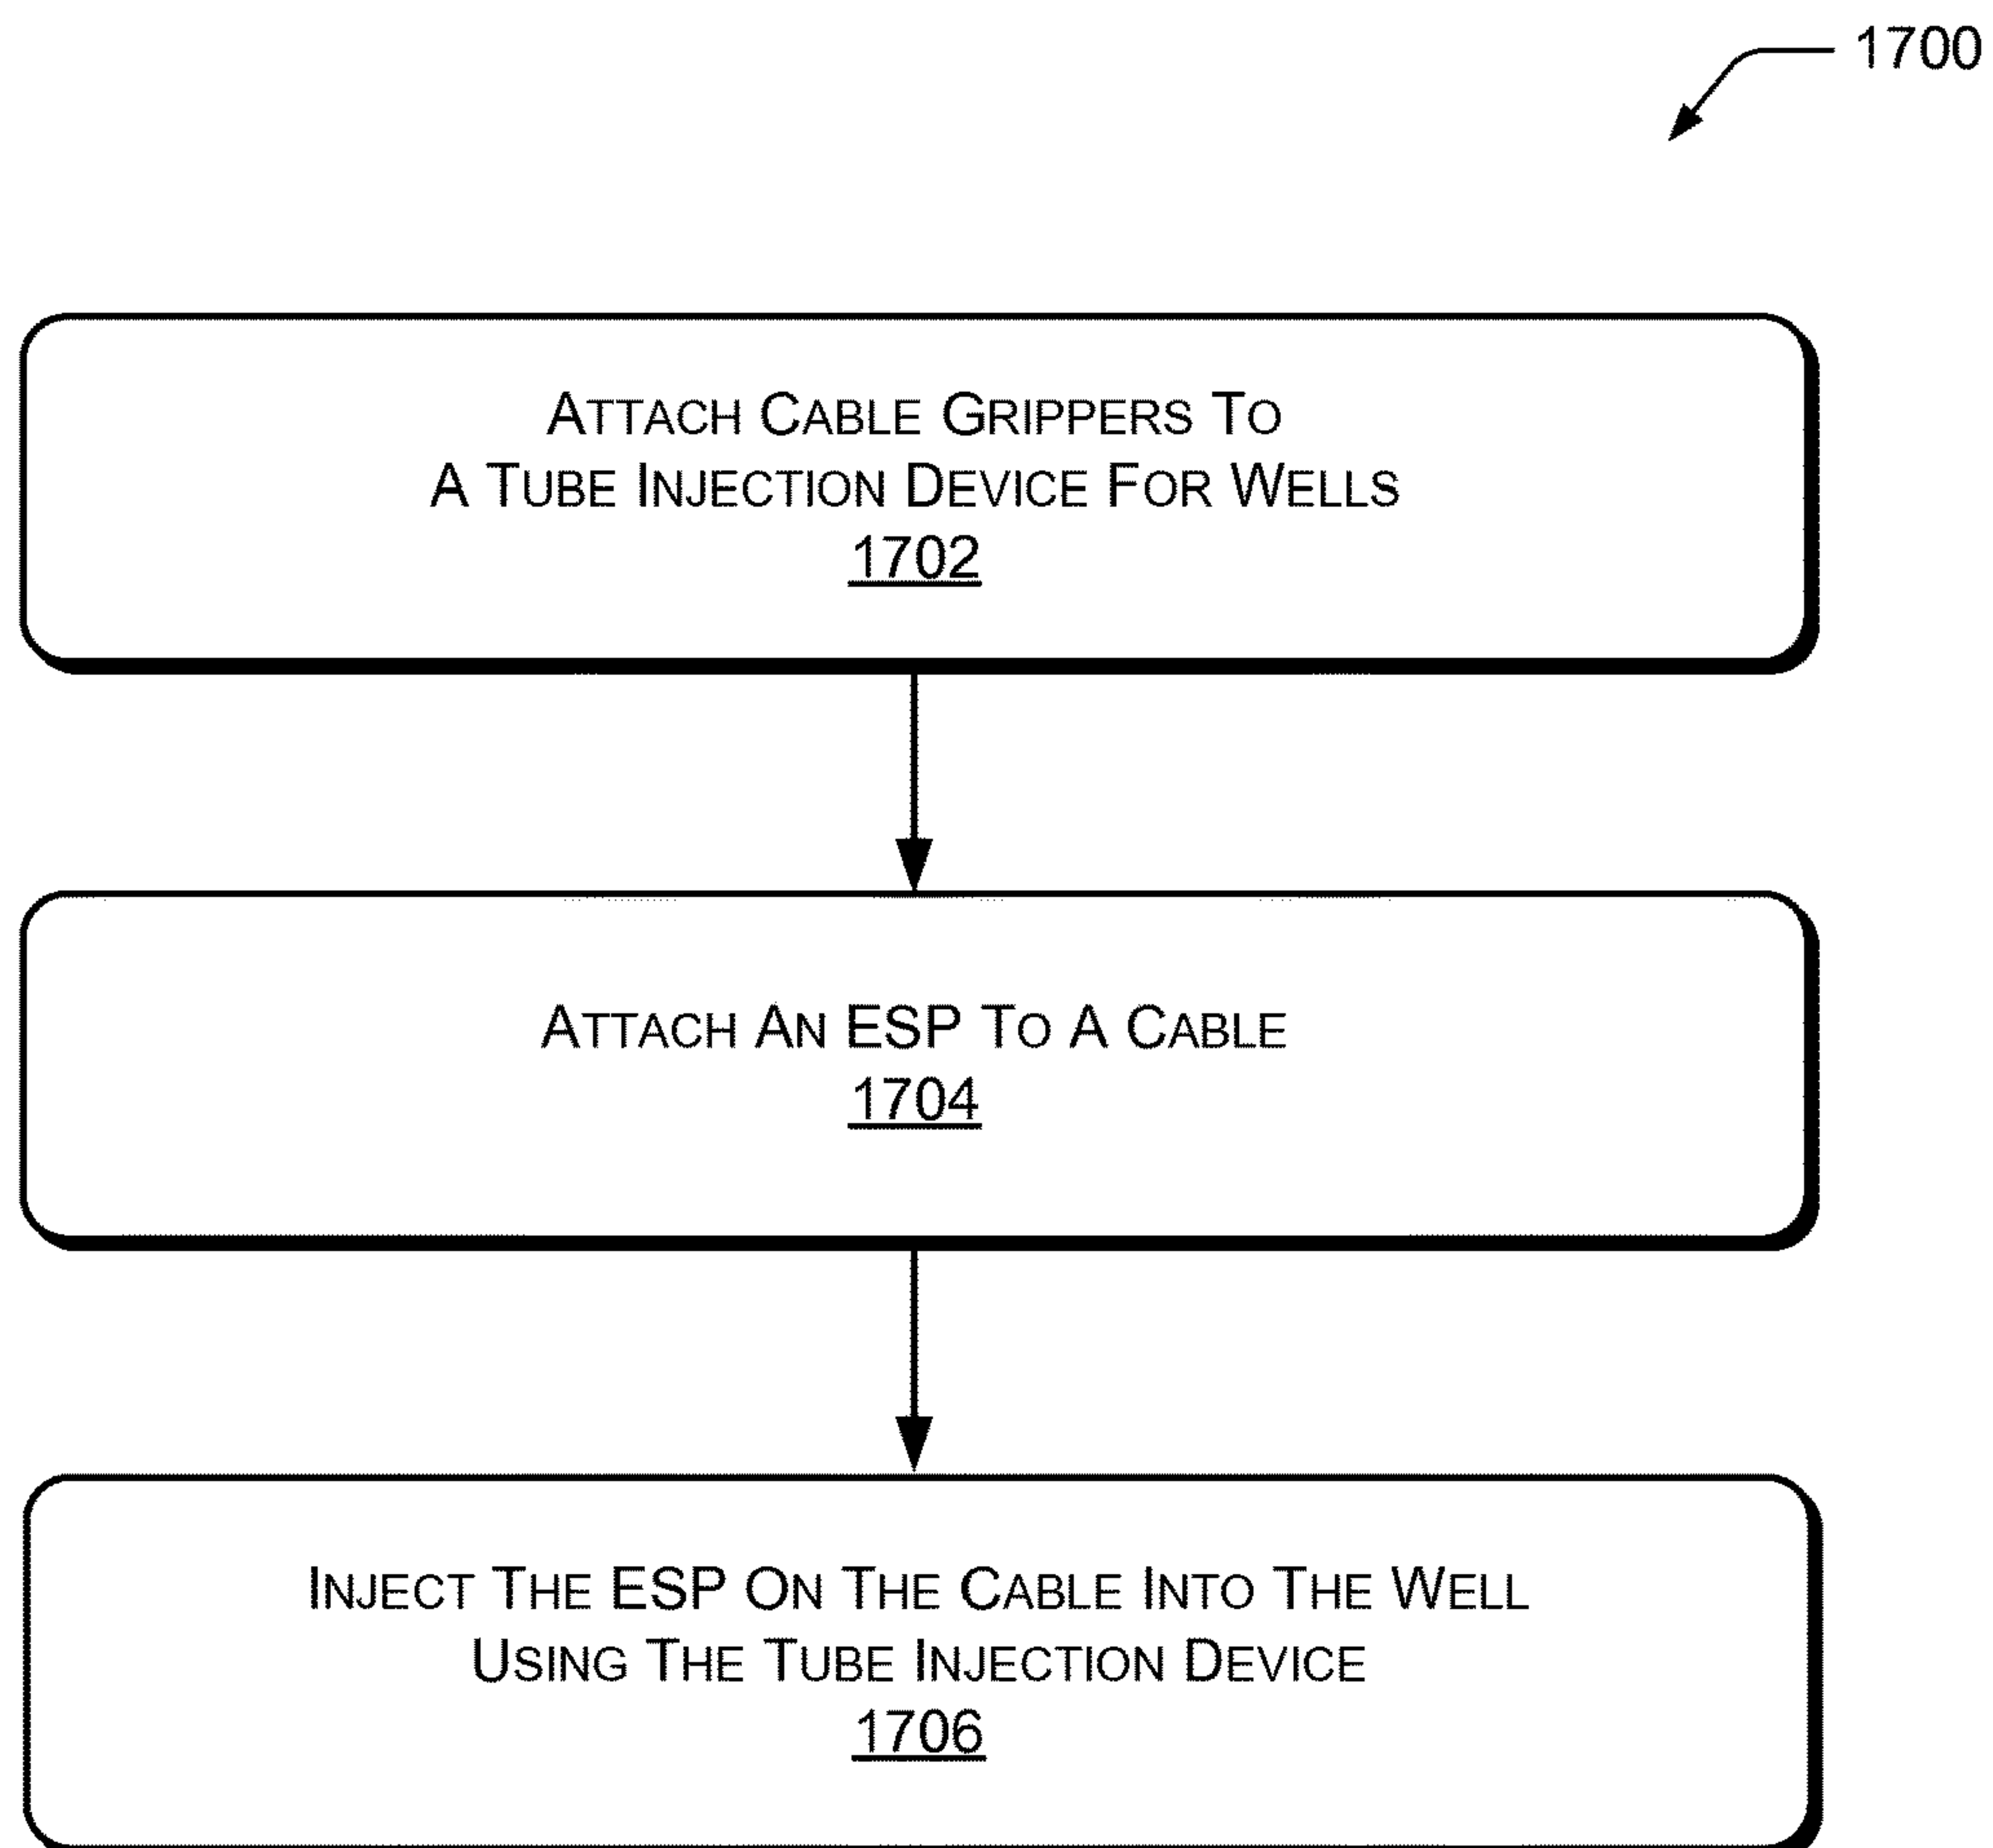 1700
ATTACH CABLE GRIPPERS TO
A TUBE INJECTION DEVICE FOR WELLS
1702
ATTACH AN ESP TO A CABLE
1704
INJECT THE ESP ON THE CABLE INTO THE WELL
USING THE TUBE INJECTION DEVICE
1706